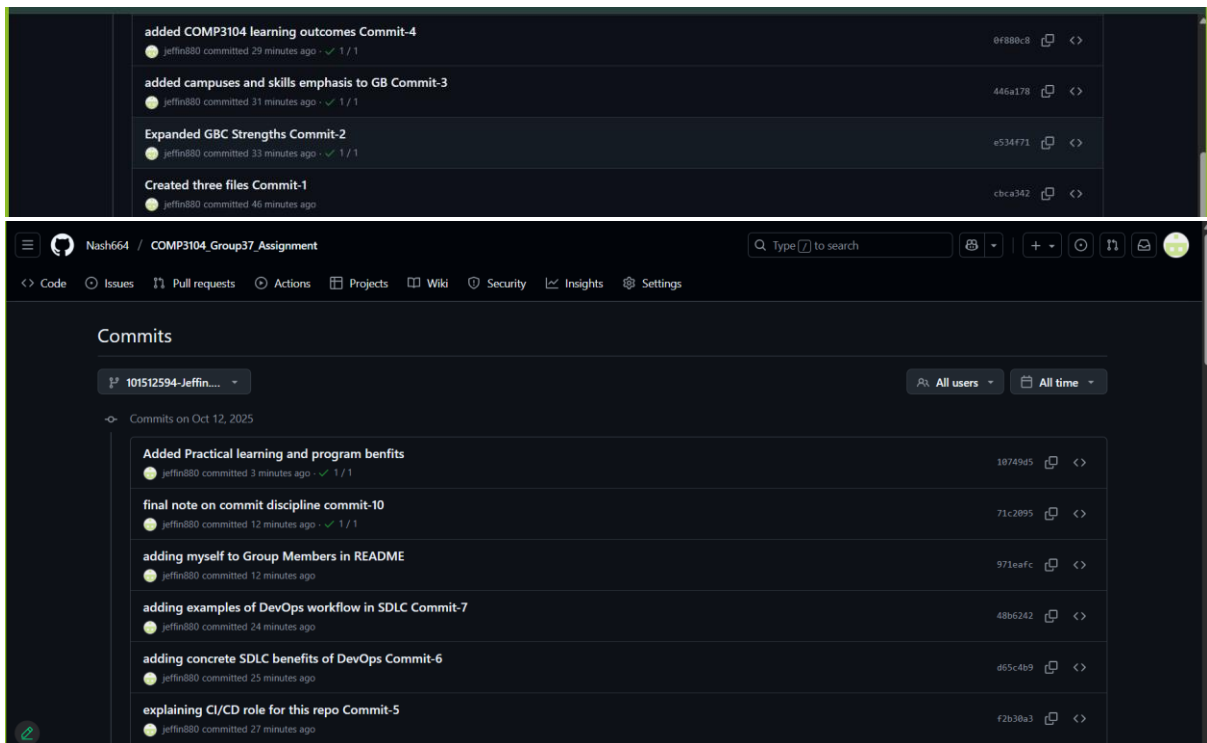 added COMP3104 learning outcomes Commit-4
jeffin880 committed 29 minutes ago · ✓ 1 / 1
0f880c8
added campuses and skills emphasis to GB Commit-3
jeffin880 committed 31 minutes ago · ✓ 1 / 1
446a178
Expanded GBC Strengths Commit-2
jeffin880 committed 33 minutes ago · ✓ 1 / 1
e534f71
Created three files Commit-1
jeffin880 committed 46 minutes ago
cbca342
Nash664 / COMP3104_Group37_Assignment
Type / to search
Code Issues Pull requests Actions Projects Wiki Security Insights Settings
Commits
101512594-Jeffin....
All users All time
Commits on Oct 12, 2025
Added Practical learning and program benfits
jeffin880 committed 3 minutes ago · ✓ 1 / 1
10749d5
final note on commit discipline commit-10
jeffin880 committed 12 minutes ago · ✓ 1 / 1
71c2095
adding myself to Group Members in README
jeffin880 committed 12 minutes ago
971eafc
adding examples of DevOps workflow in SDLC Commit-7
jeffin880 committed 24 minutes ago
48b6242
adding concrete SDLC benefits of DevOps Commit-6
jeffin880 committed 25 minutes ago
d65c4b9
explaining CI/CD role for this repo Commit-5
jeffin880 committed 27 minutes ago
f2b30a3